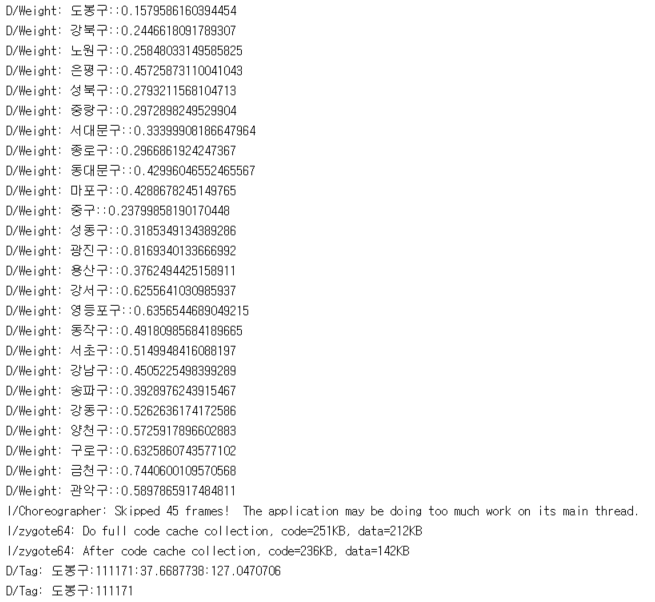 D/Weight: 도봉구::0.1579586160394454
D/Weight: 강북구::0.2446618091789307
D/Weight: 노원구::0.25848033149585825
D/Weight: 은평구::0.45725873110041043
D/Weight: 성북구::0.2793211568104713
D/Weight: 중랑구::0.2972898249529904
D/Weight: 서대문구::0.33399908186647964
D/Weight: 종로구::0.2966861924247367
D/Weight: 동대문구::0.42996046552465567
D/Weight: 마포구::0.4288678245149765
D/Weight: 중구::0.23799858190170448
D/Weight: 성동구::0.3185349134389286
D/Weight: 광진구::0.8169340133666992
D/Weight: 용산구::0.3762494425158911
D/Weight: 강서구::0.6255641030985937
D/Weight: 영등포구::0.6356544689049215
D/Weight: 동작구::0.49180985684189665
D/Weight: 서초구::0.5149948416088197
D/Weight: 강남구::0.4505225498399289
D/Weight: 송파구::0.3928976243915467
D/Weight: 강동구::0.5262636174172586
D/Weight: 양천구::0.5725917896602883
D/Weight: 구로구::0.6325860743577102
D/Weight: 금천구::0.7440600109570568
D/Weight: 관악구::0.5897865917484811
I/Choreographer: Skipped 45 frames!  The application may be doing too much work on its main thread.
I/zygote64: Do full code cache collection, code=251KB, data=212KB
I/zygote64: After code cache collection, code=236KB, data=142KB
D/Tag: 도봉구:111171:37.6687738:127.0470706
D/Tag: 도봉구:111171